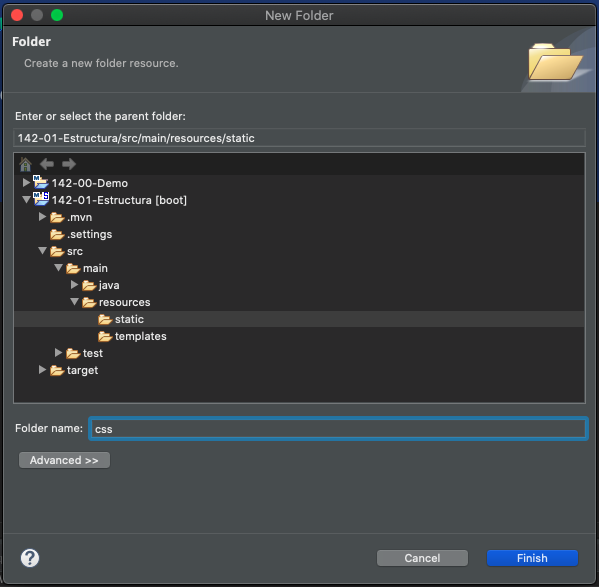 New Folder
Folder
Create a new folder resource.
Enter or select the parent folder:
142-01-Estructura/src/main/resources/static
142-00-Demo
142-01-Estructura [boot]
.mvn
.settings
src
main
java
resources
static
templates
test
target
Folder name: css
Advanced >>
? Cancel Finish